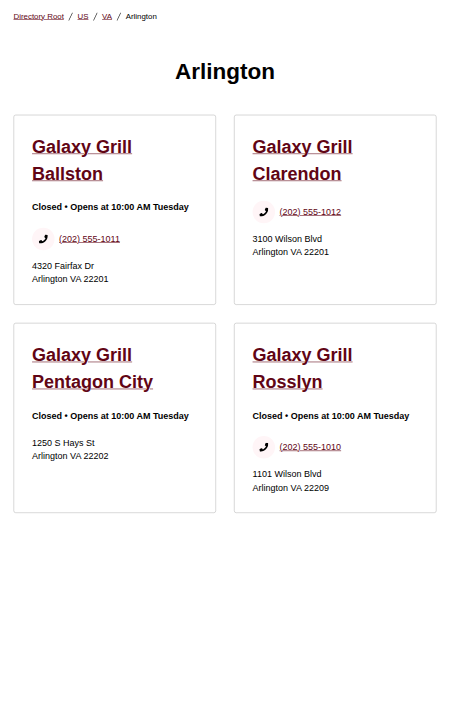 Directory Root / US / VA / Arlington
Arlington
Galaxy Grill
Ballston
Closed • Opens at 10:00 AM Tuesday
(202) 555-1011
4320 Fairfax Dr
Arlington VA 22201
Galaxy Grill
Clarendon
(202) 555-1012
3100 Wilson Blvd
Arlington VA 22201
Galaxy Grill
Pentagon City
Closed • Opens at 10:00 AM Tuesday
1250 S Hays St
Arlington VA 22202
Galaxy Grill
Rosslyn
Closed • Opens at 10:00 AM Tuesday
(202) 555-1010
1101 Wilson Blvd
Arlington VA 22209